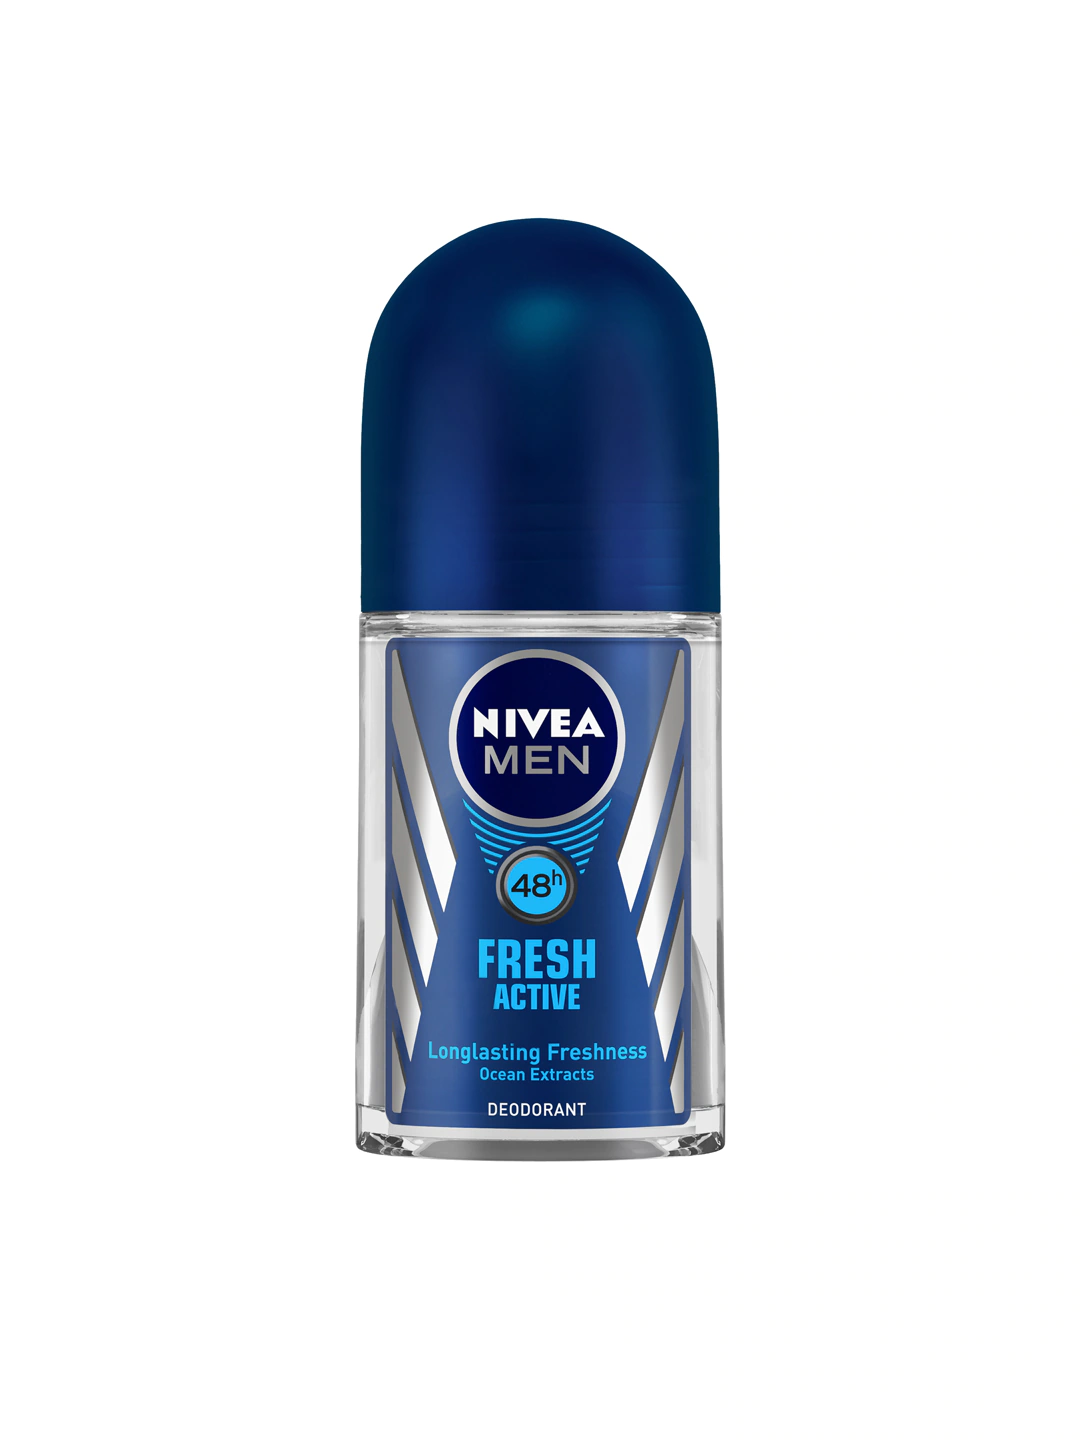 NIVEA
MEN
48h
FRESH
ACTIVE
Longlasting Freshness
Ocean Extracts
DEODORANT